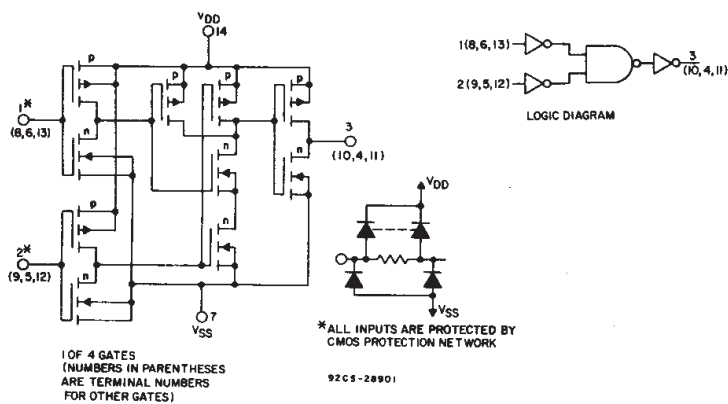 VDD
14
p
p
p
p
1*
(8,6,13)
n
n
n
3
(10,4,11)
p
2*
(9,5,12)
n
n
7
VSS
1 OF 4 GATES
(NUMBERS IN PARENTHESES
ARE TERMINAL NUMBERS
FOR OTHER GATES)
1(8,6,13)
2(9,5,12)
3
(10,4,11)
LOGIC DIAGRAM
VDD
VSS
*ALL INPUTS ARE PROTECTED BY
CMOS PROTECTION NETWORK
92CS-28901